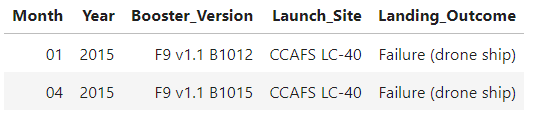 Month Year Booster_Version Launch_Site Landing_Outcome
01 2015 F9 v1.1 B1012 CCAFS LC-40 Failure (drone ship)
04 2015 F9 v1.1 B1015 CCAFS LC-40 Failure (drone ship)